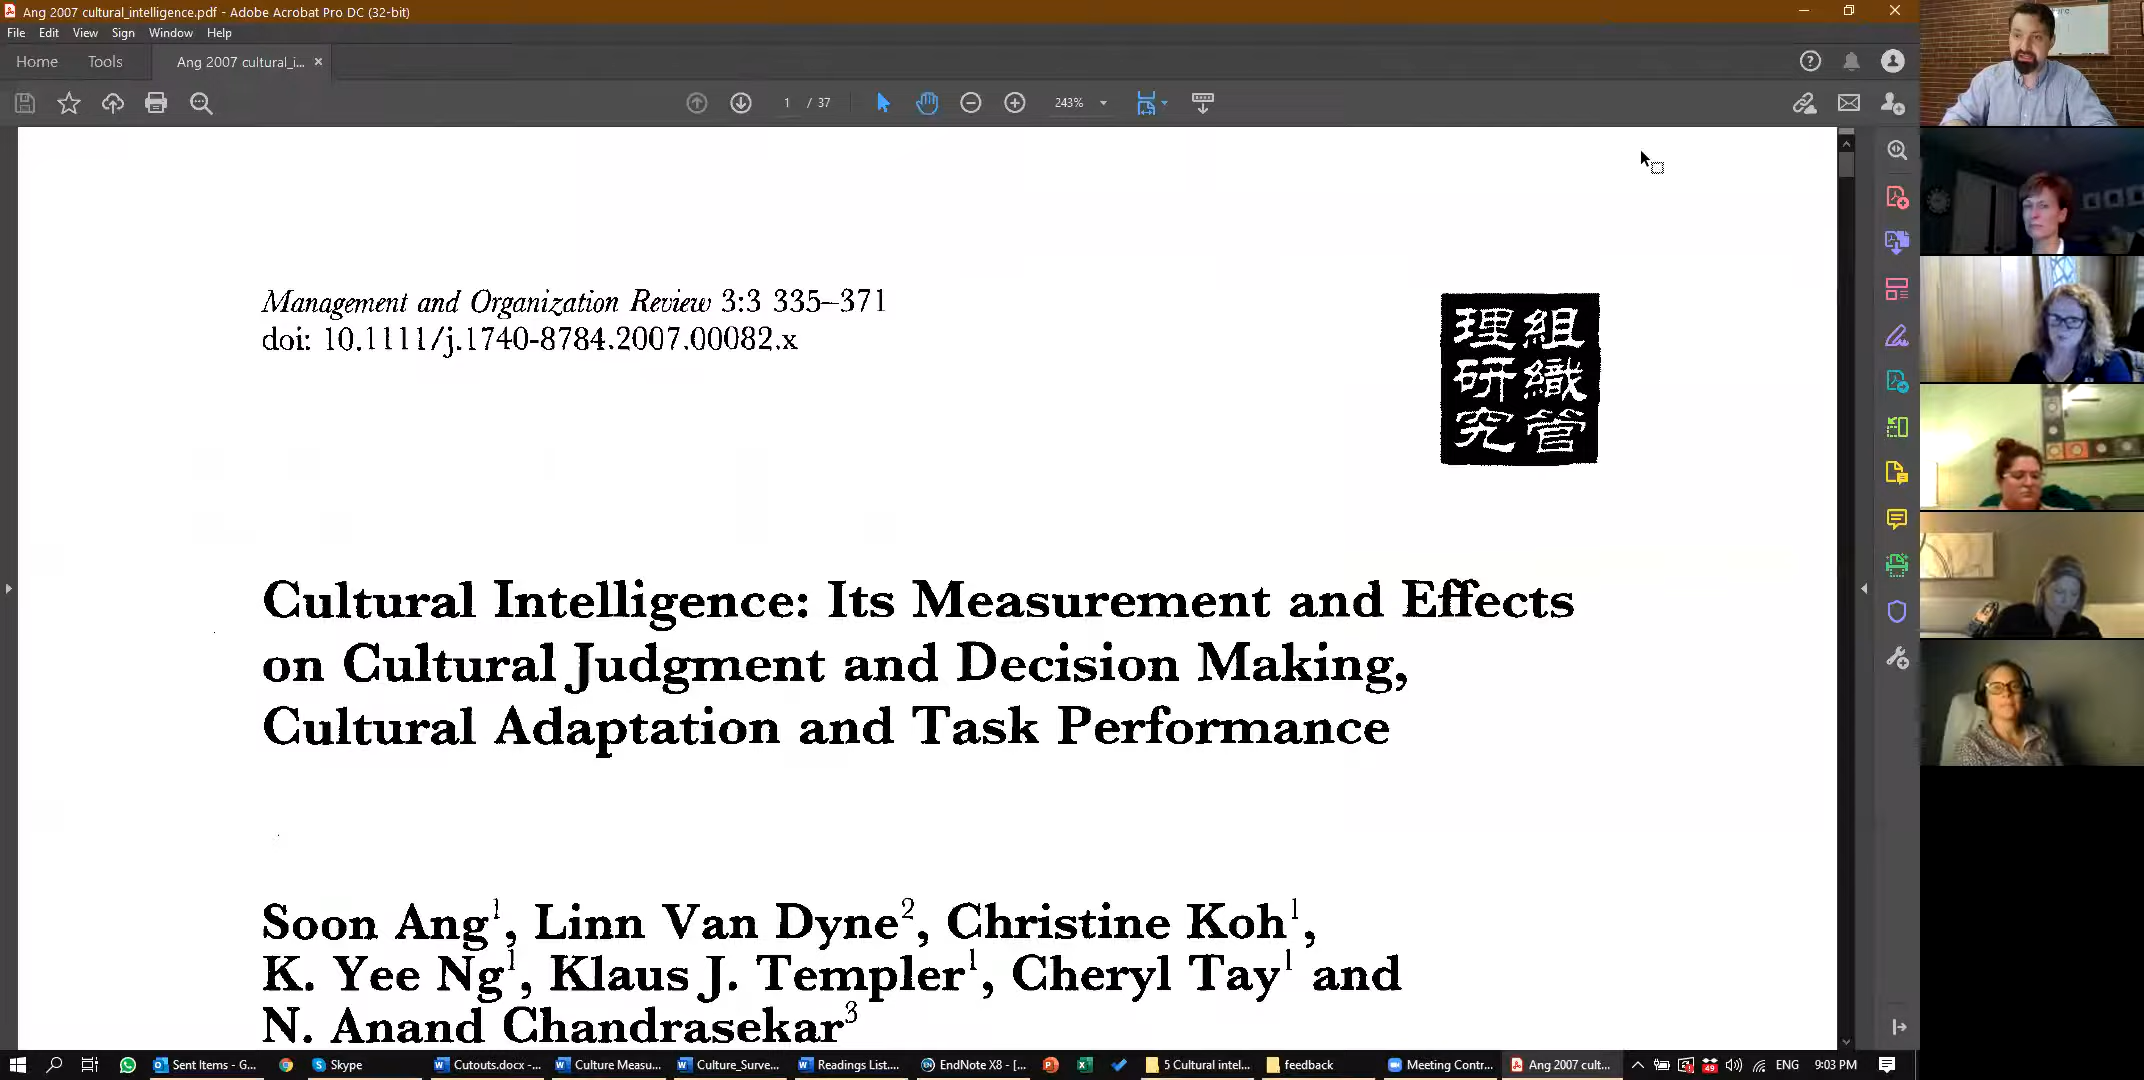 Ang 2007 cultural_intelligence.pdf - Adobe Acrobat Pro DC (32-bit)
File Edit View Sign Window Help
Home Tools Ang 2007 cultural_i... ×
1 / 37 243%
Management and Organization Review 3:3 335–371
doi: 10.1111/j.1740-8784.2007.00082.x
組織管
理研究
Cultural Intelligence: Its Measurement and Effects
on Cultural Judgment and Decision Making,
Cultural Adaptation and Task Performance
Soon Ang1, Linn Van Dyne2, Christine Koh1,
K. Yee Ng1, Klaus J. Templer1, Cheryl Tay1 and
N. Anand Chandrasekar3
Sent Items - G... Skype Cutouts.docx -... Culture Measu... Culture_Surve... Readings List.... EndNote X8 - [... 5 Cultural intel... feedback Meeting Contr... Ang 2007 cult... 49 ENG 9:03 PM